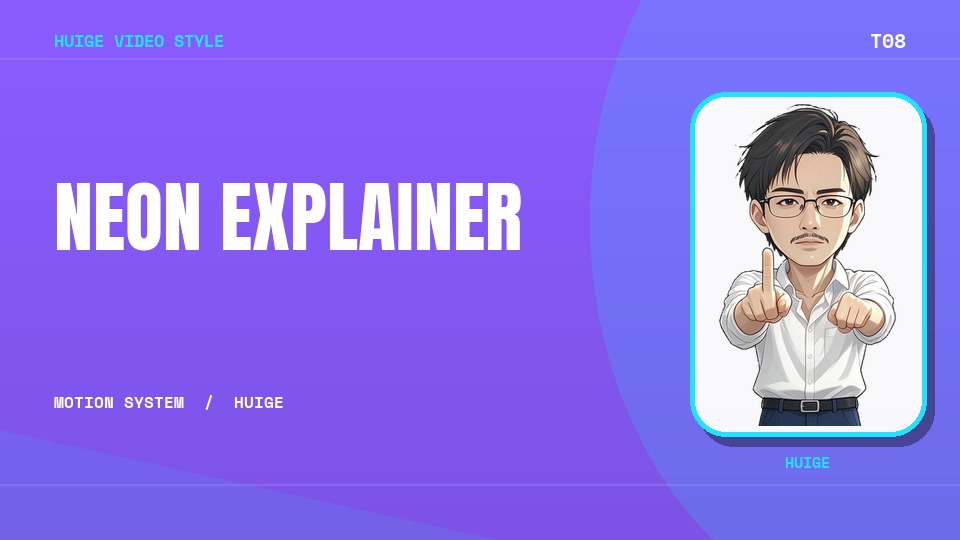 HUIGE VIDEO STYLE
T08
NEON EXPLAINER
MOTION SYSTEM / HUIGE
HUIGE